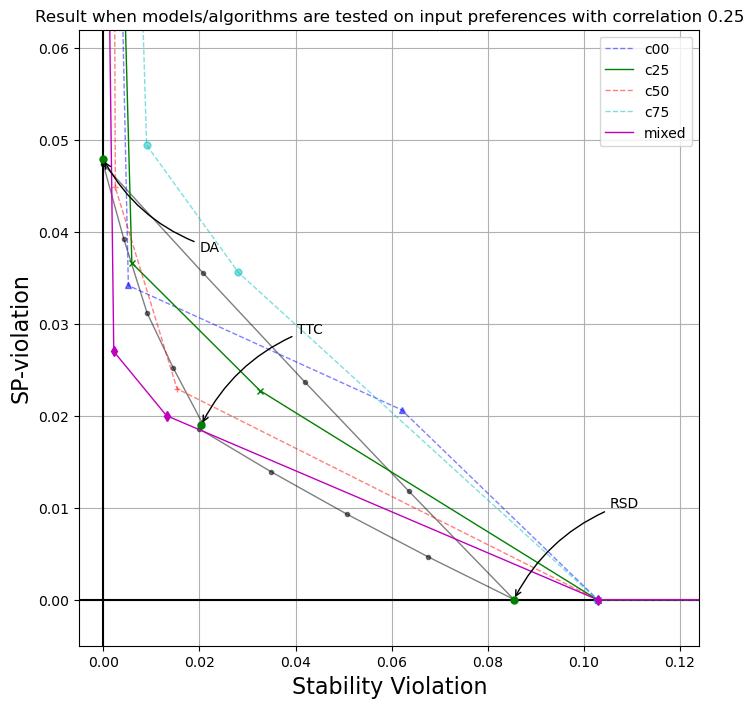 Result when models/algorithms are tested on input preferences with correlation 0.25
c00
c25
c50
c75
mixed
DA
TTC
RSD
0.06
0.05
0.04
0.03
0.02
0.01
0.00
SP-violation
0.00 0.02 0.04 0.06 0.08 0.10 0.12
Stability Violation